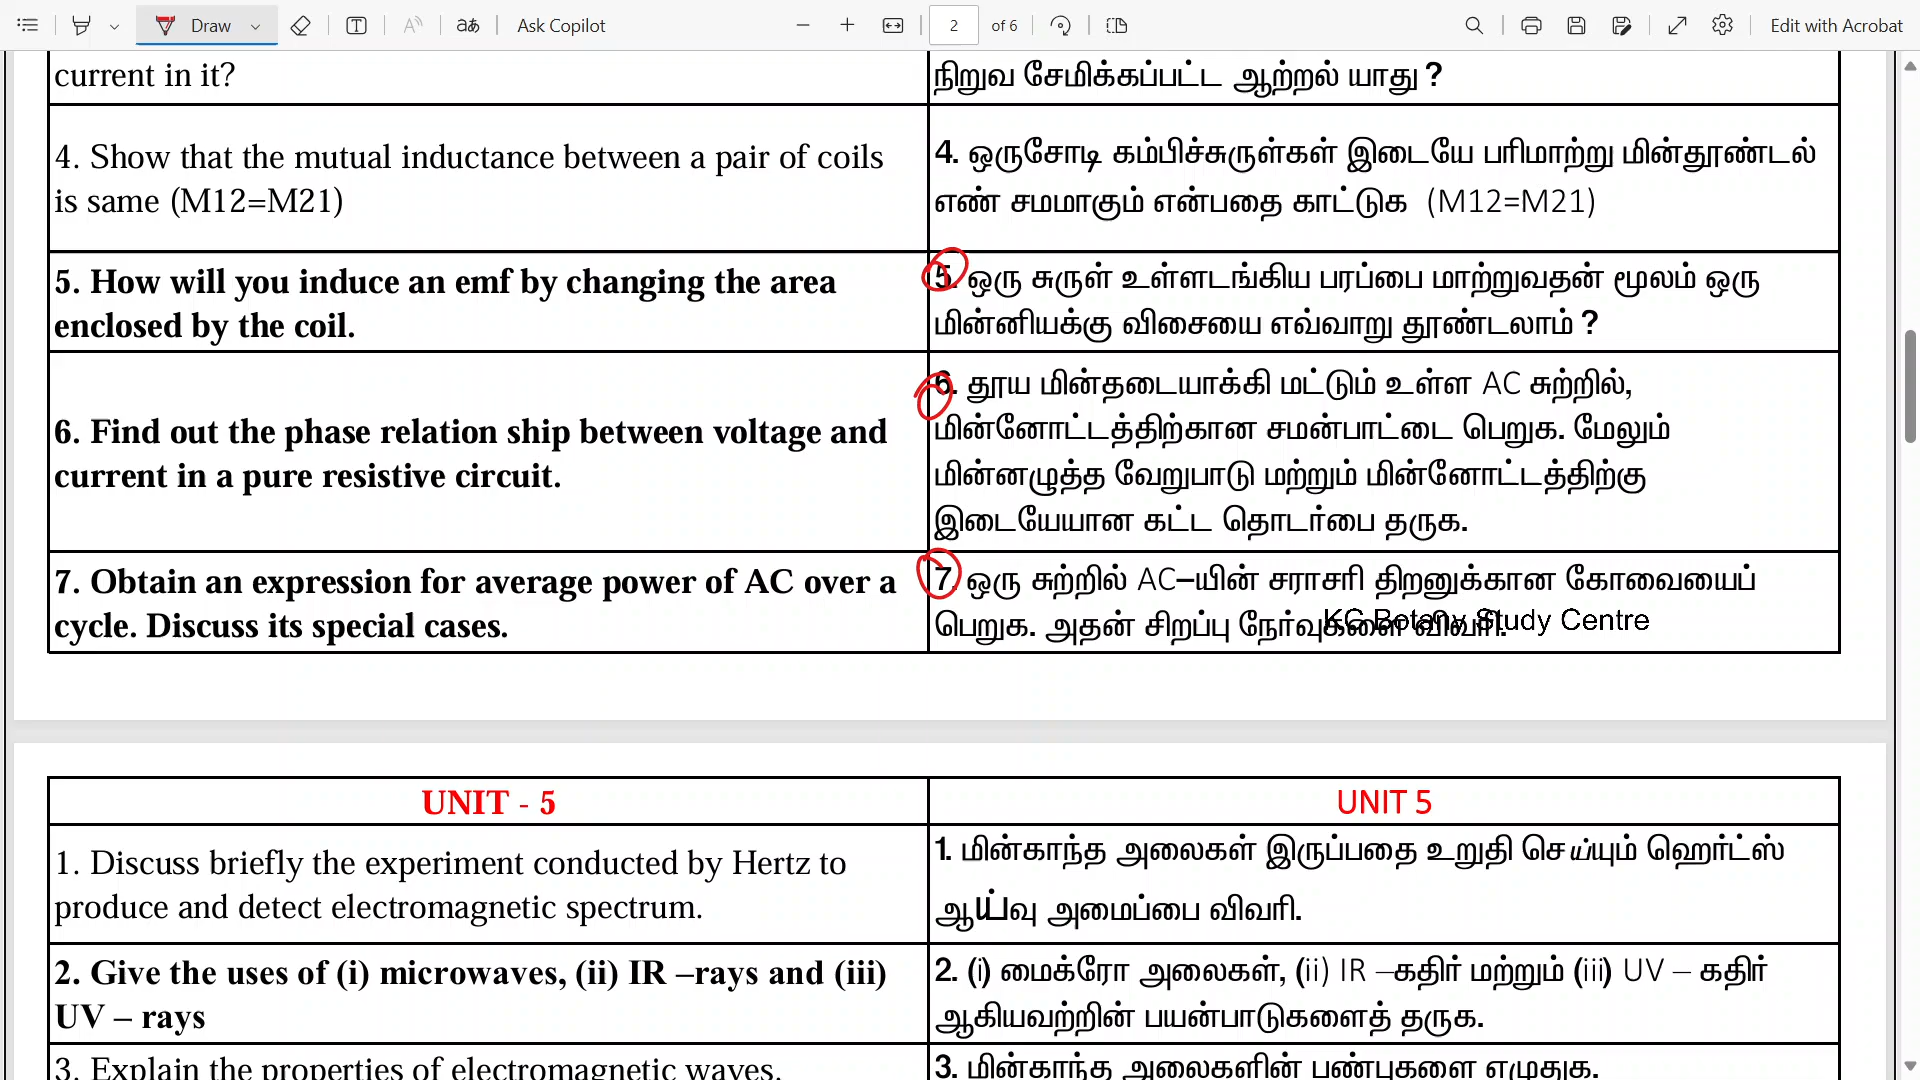 Draw
Ask Copilot
2
of 6
Edit with Acrobat
current in it?
நிறுவ சேமிக்கப்பட்ட ஆற்றல் யாது ?
4. Show that the mutual inductance between a pair of coils
is same (M12=M21)
4. ஒருசோடி கம்பிச்சுருள்கள் இடையே பரிமாற்று மின்தூண்டல்
எண் சமமாகும் என்பதை காட்டுக (M12=M21)
5. How will you induce an emf by changing the area
enclosed by the coil.
5. ஒரு சுருள் உள்ளடங்கிய பரப்பை மாற்றுவதன் மூலம் ஒரு
மின்னியக்கு விசையை எவ்வாறு தூண்டலாம் ?
6. Find out the phase relation ship between voltage and
current in a pure resistive circuit.
6. தூய மின்தடையாக்கி மட்டும் உள்ள AC சுற்றில்,
மின்னோட்டத்திற்கான சமன்பாட்டை பெறுக. மேலும்
மின்னழுத்த வேறுபாடு மற்றும் மின்னோட்டத்திற்கு
இடையேயான கட்ட தொடர்பை தருக.
7. Obtain an expression for average power of AC over a
cycle. Discuss its special cases.
7. ஒரு சுற்றில் AC–யின் சராசரி திறனுக்கான கோவையைப்
பெறுக. அதன் சிறப்பு நேர்வுகளை விவரி.
KC Botany Study Centre
UNIT - 5
UNIT 5
1. Discuss briefly the experiment conducted by Hertz to
produce and detect electromagnetic spectrum.
1. மின்காந்த அலைகள் இருப்பதை உறுதி செய்யும் ஹெர்ட்ஸ்
ஆய்வு அமைப்பை விவரி.
2. Give the uses of (i) microwaves, (ii) IR –rays and (iii)
UV – rays
2. (i) மைக்ரோ அலைகள், (ii) IR –கதிர் மற்றும் (iii) UV – கதிர்
ஆகியவற்றின் பயன்பாடுகளைத் தருக.
3. Explain the properties of electromagnetic waves.
3. மின்காந்த அலைகளின் பண்புகளை எழுதுக.